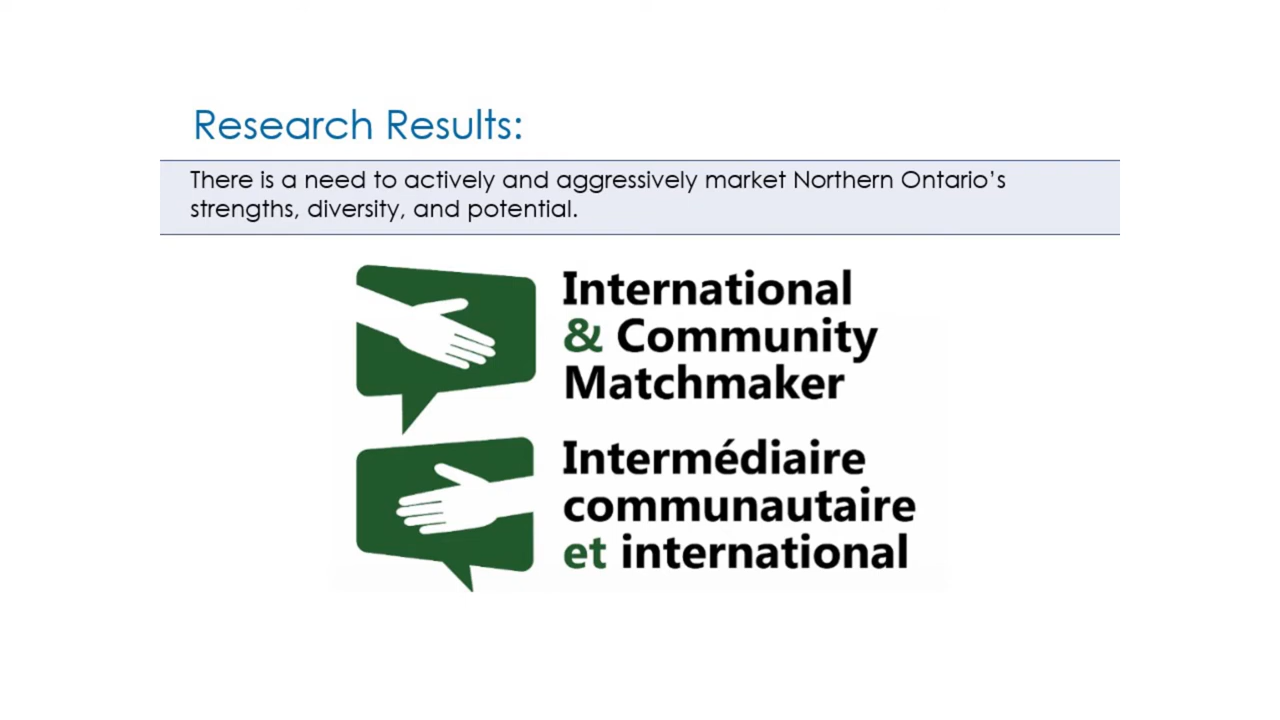 Research Results:
There is a need to actively and aggressively market Northern Ontario’s
strengths, diversity, and potential.
International
& Community
Matchmaker
Intermédiaire
communautaire
et international